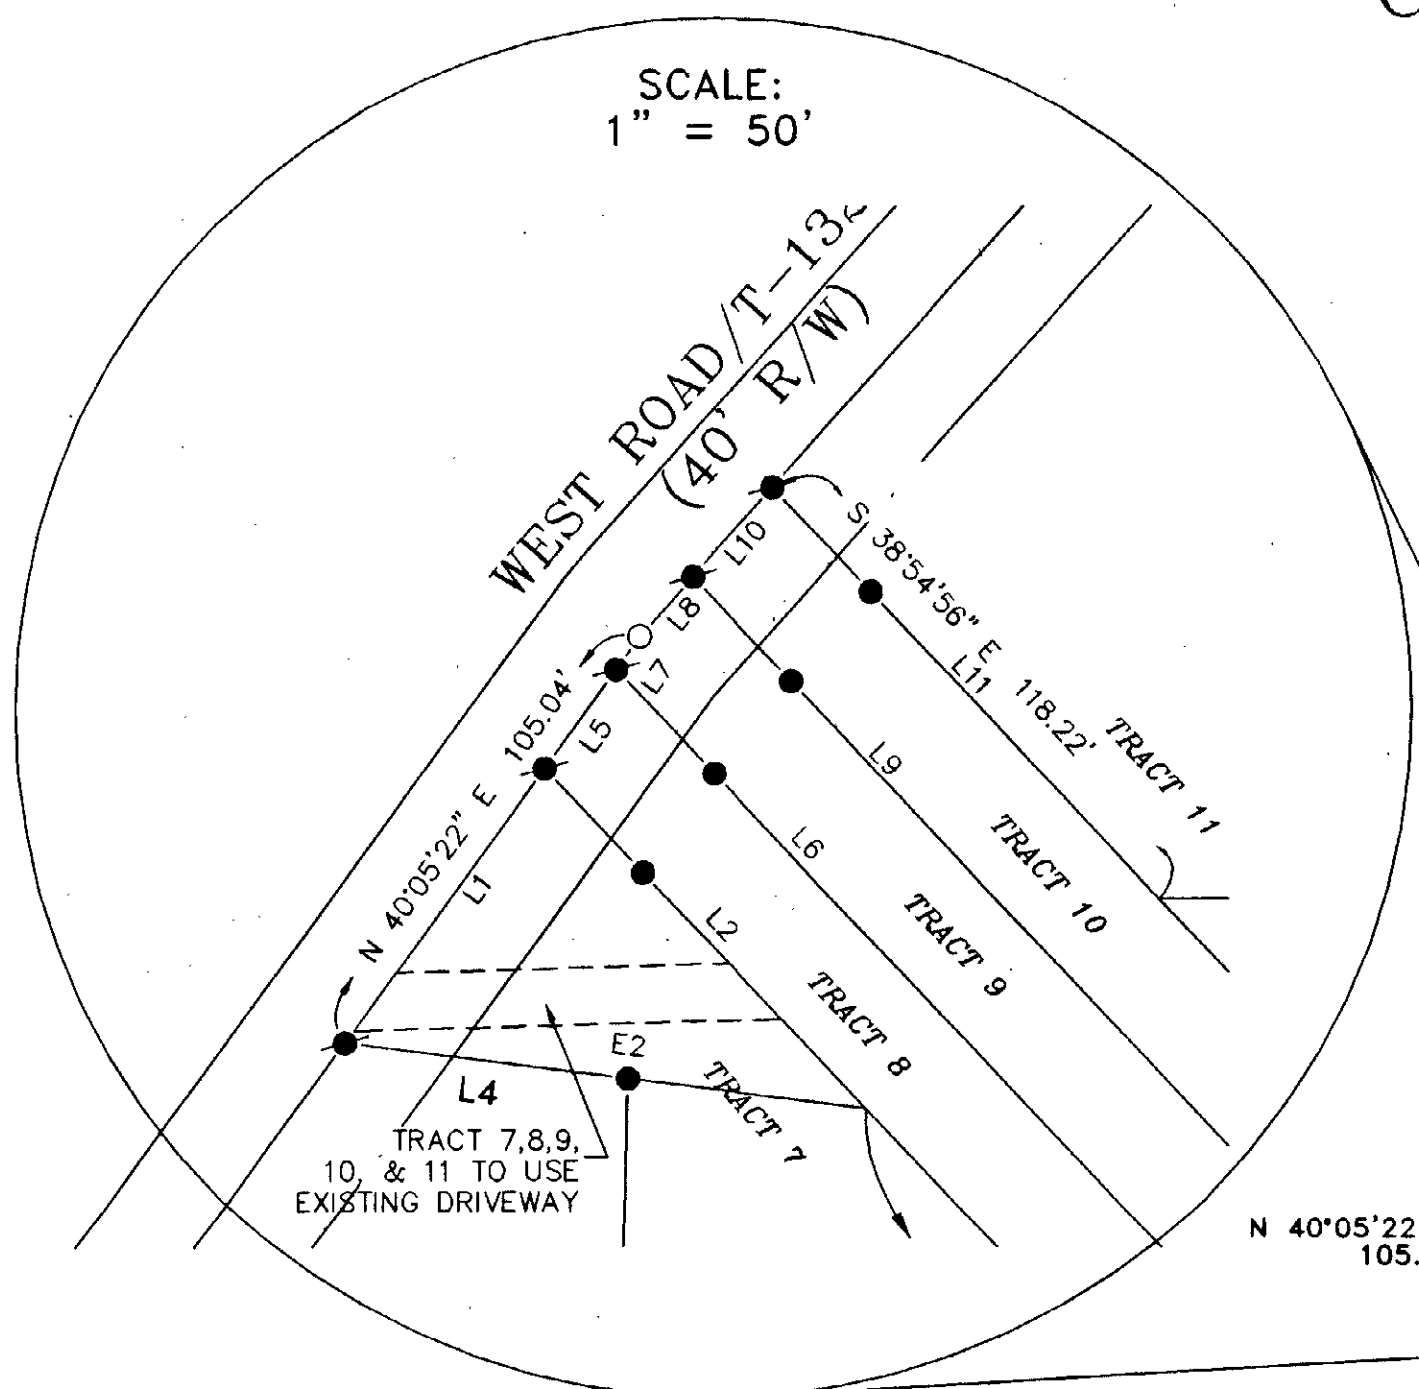 SCALE:
1" = 50'
WEST ROAD/T-132
(40' R/W)
L10
S 38°54'56" E 118.22'
L8
L7
L11
105.04'
L5
TRACT 11
L9
N 40°05'22" E
L6
TRACT 10
L1
L2
TRACT 9
TRACT 8
E2
TRACT 7
L4
TRACT 7,8,9,
10, & 11 TO USE
EXISTING DRIVEWAY
N 40°05'22
105.